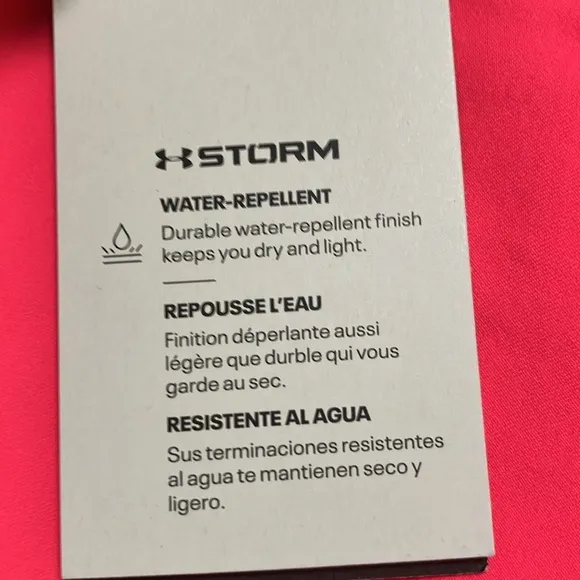 STORM
WATER-REPELLENT
Durable water-repellent finish
keeps you dry and light.
REPOUSSE L'EAU
Finition déperlante aussi
légère que durble qui vous
garde au sec.
RESISTENTE AL AGUA
Sus terminaciones resistentes
al agua te mantienen seco y
ligero.